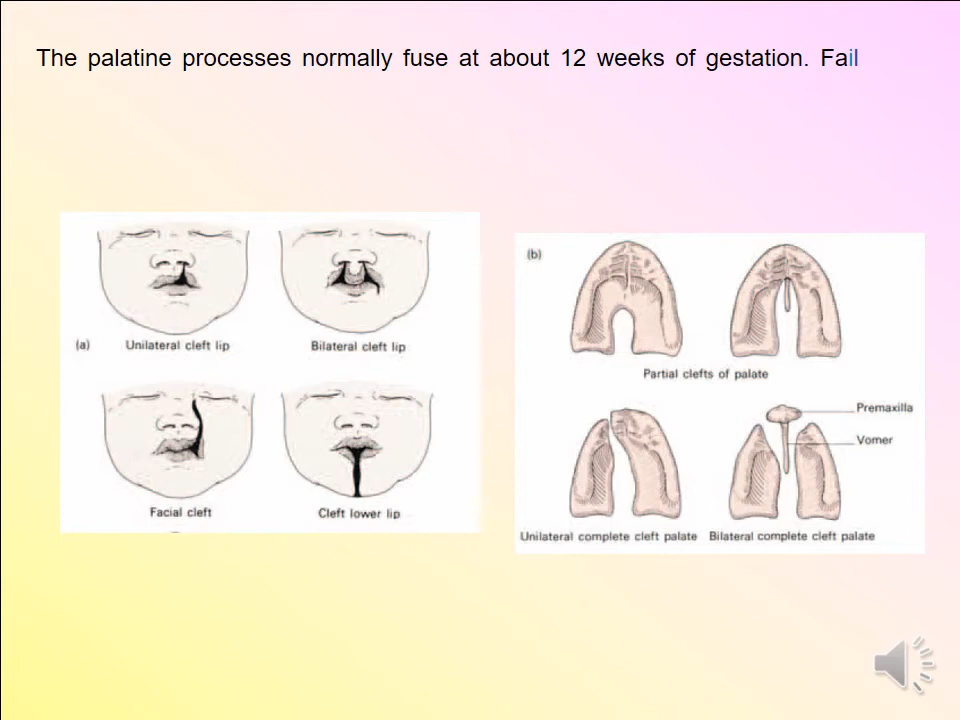 The palatine processes normally fuse at about 12 weeks of gestation. Fail
(a)
Unilateral cleft lip
Bilateral cleft lip
Facial cleft
Cleft lower lip
(b)
Partial clefts of palate
Premaxilla
Vomer
Unilateral complete cleft palate
Bilateral complete cleft palate